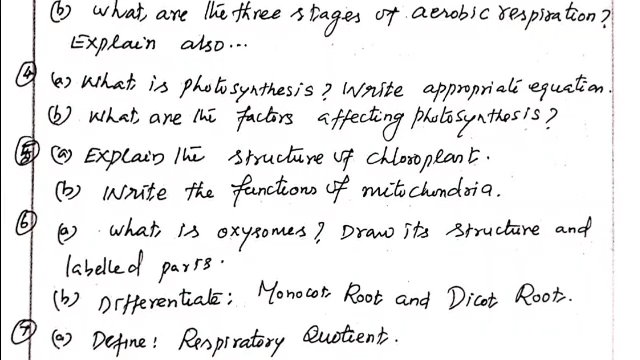 (b) What are the three stages of aerobic respiration?
Explain also...
④ (a) What is photosynthesis? Write appropriate equation.
(b) What are the factors affecting photosynthesis?
⑤ (a) Explain the structure of chloroplant.
(b) Write the functions of mitochondria.
⑥ (a) What is oxysomes? Draw its structure and
labelled parts.
(b) Differentiate: Monocot Root and Dicot Root.
⑦ (a) Define: Respiratory Quotient.